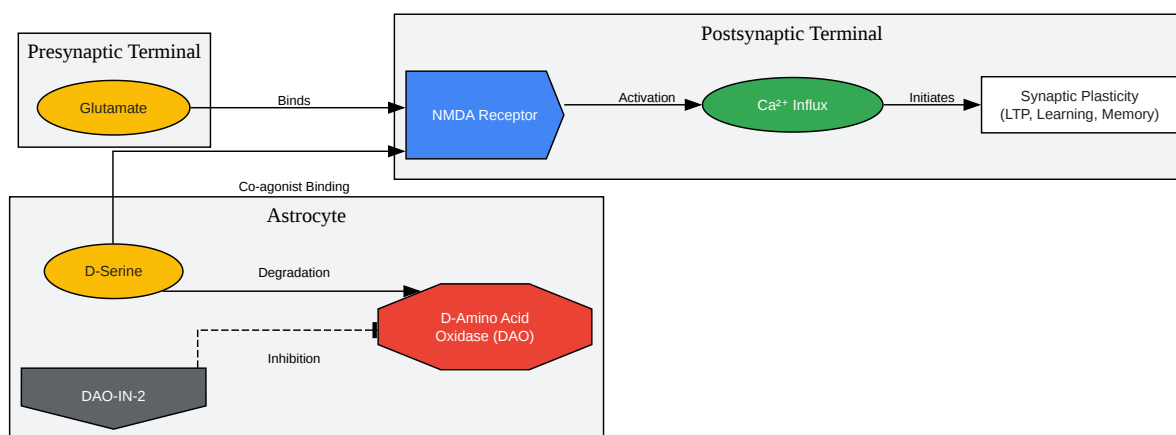 Postsynaptic Terminal
Presynaptic Terminal
Glutamate
Binds
NMDA Receptor
Activation
Ca²⁺ Influx
Initiates
Synaptic Plasticity
(LTP, Learning, Memory)
Co-agonist Binding
Astrocyte
D-Serine
Degradation
D-Amino Acid
Oxidase (DAO)
Inhibition
DAO-IN-2